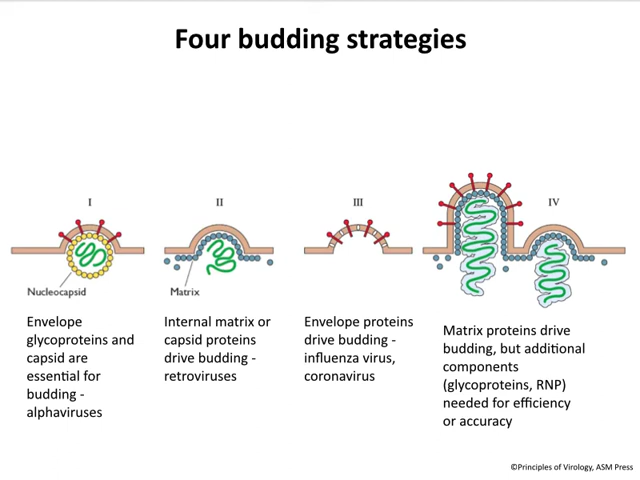 Four budding strategies
I
II
III
IV
Nucleocapsid
Matrix
Envelope
glycoproteins and
capsid are
essential for
budding -
alphaviruses
Internal matrix or
capsid proteins
drive budding -
retroviruses
Envelope proteins
drive budding -
influenza virus,
coronavirus
Matrix proteins drive
budding, but additional
components
(glycoproteins, RNP)
needed for efficiency
or accuracy
©Principles of Virology, ASM Press